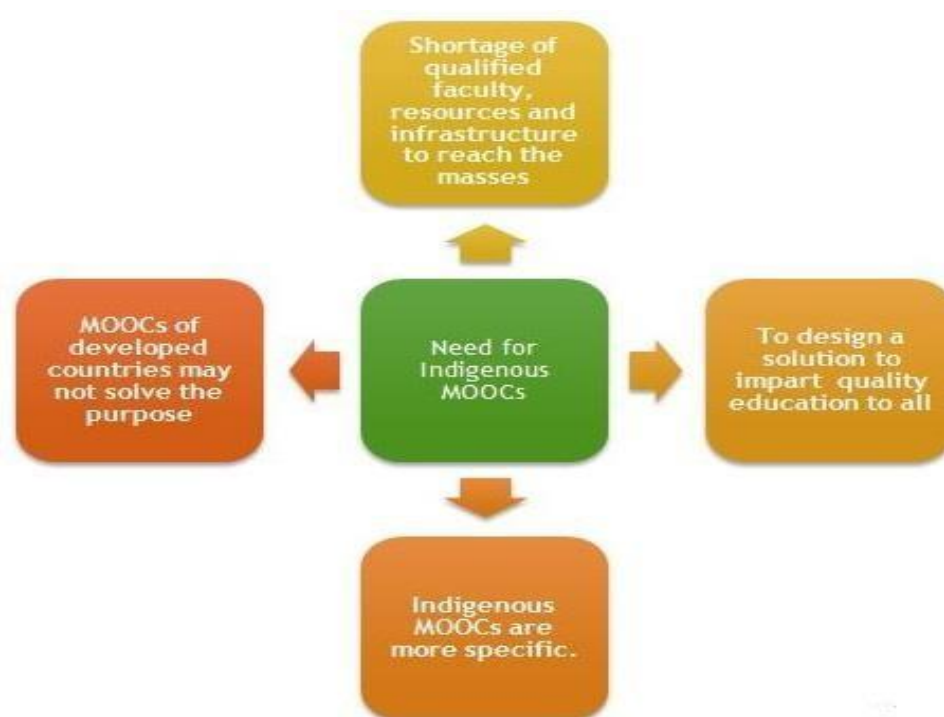 Shortage of
qualified
faculty,
resources and
infrastructure
to reach the
masses
MOOCs of
developed
countries may
not solve the
purpose
Need for
Indigenous
MOOCs
To design a
solution to
impart quality
education to all
Indigenous
MOOCs are
more specific.